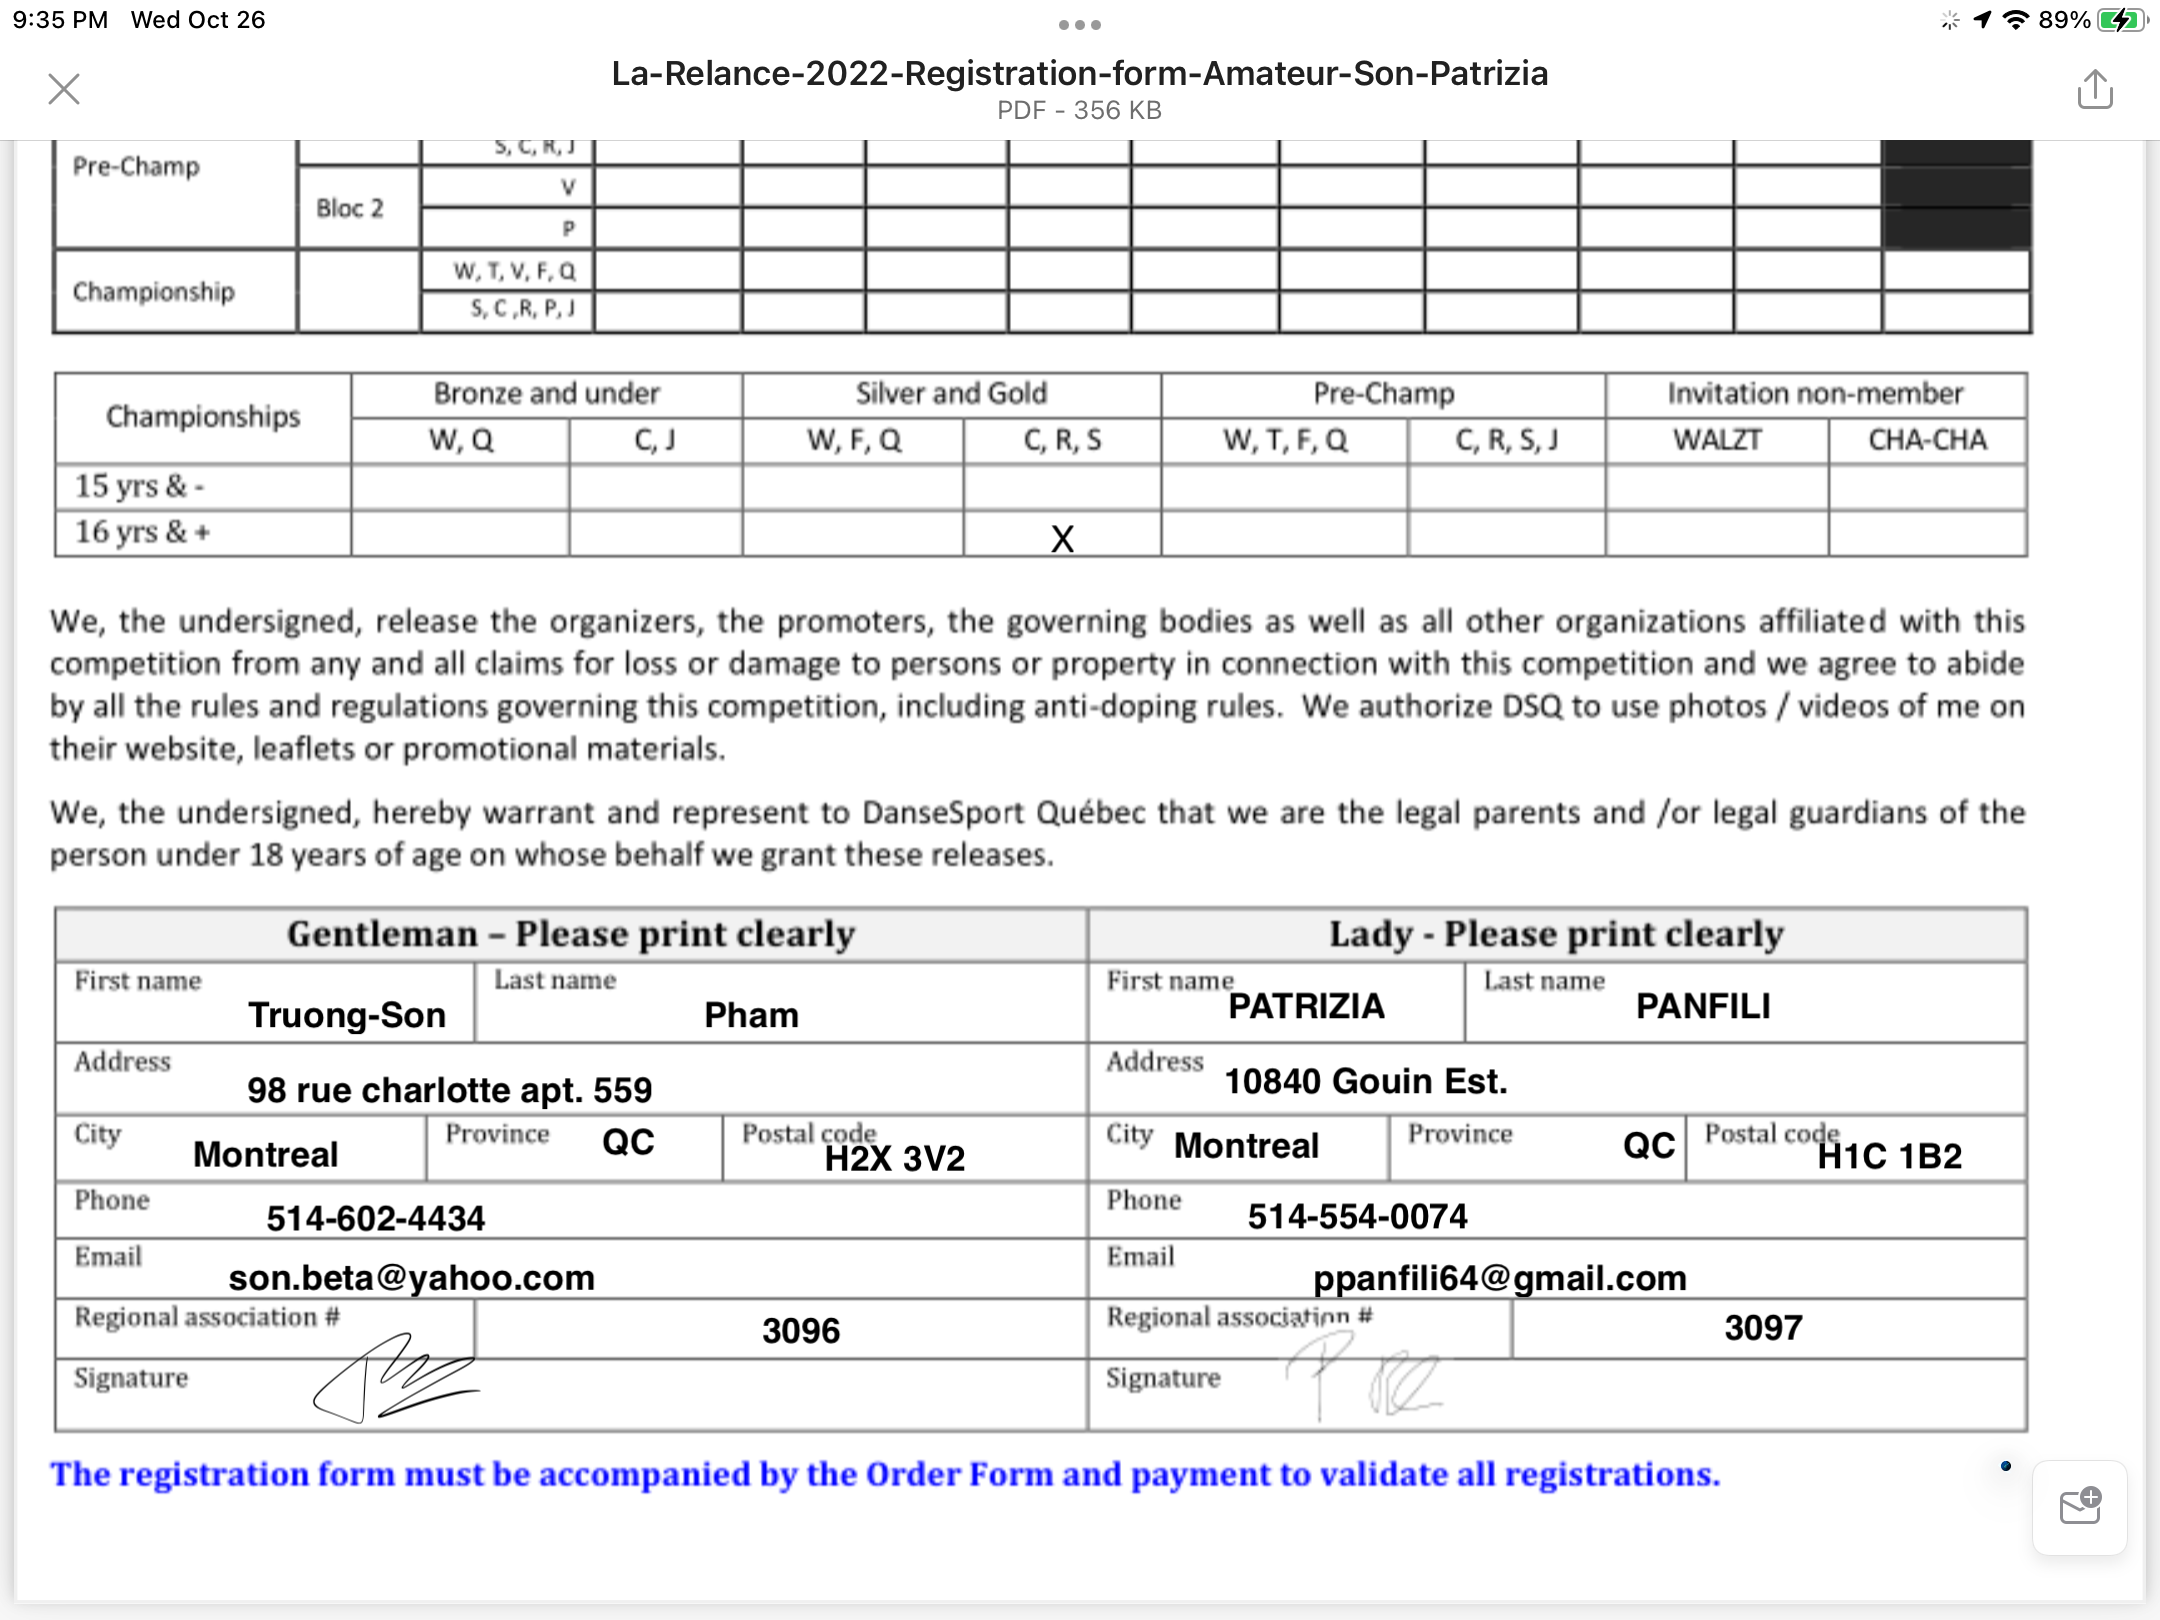 9:35 PM Wed Oct 26
89%
La-Relance-2022-Registration-form-Amateur-Son-Patrizia
PDF - 356 KB
S, C, R, J
Pre-Champ
Bloc 2
V
P
Championship
W, T, V, F, Q
S, C ,R, P, J
Championships
Bronze and under Silver and Gold Pre-Champ Invitation non-member
W, Q C, J W, F, Q C, R, S W, T, F, Q C, R, S, J WALZT CHA-CHA
15 yrs & -
16 yrs & + X
We, the undersigned, release the organizers, the promoters, the governing bodies as well as all other organizations affiliated with this
competition from any and all claims for loss or damage to persons or property in connection with this competition and we agree to abide
by all the rules and regulations governing this competition, including anti-doping rules. We authorize DSQ to use photos / videos of me on
their website, leaflets or promotional materials.
We, the undersigned, hereby warrant and represent to DanseSport Québec that we are the legal parents and /or legal guardians of the
person under 18 years of age on whose behalf we grant these releases.
Gentleman – Please print clearly Lady - Please print clearly
First name Truong-Son Last name Pham First name PATRIZIA Last name PANFILI
Address 98 rue charlotte apt. 559 Address 10840 Gouin Est.
City Montreal Province QC Postal code H2X 3V2 City Montreal Province QC Postal code H1C 1B2
Phone 514-602-4434 Phone 514-554-0074
Email son.beta@yahoo.com Email ppanfili64@gmail.com
Regional association # 3096 Regional association # 3097
Signature Signature
The registration form must be accompanied by the Order Form and payment to validate all registrations.